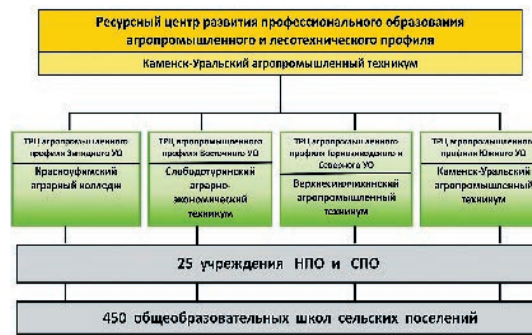 Ресурсный центр развития профессионального образования
агропромышленного и лесотехнического профиля
Каменск-Уральский агропромышленный техникум
ТРЦ агропромышленного
профиля Западного УО
Красноуфимский
аграрный колледж
ТРЦ агропромышленного
профиля Восточного УО
Слободотуринский
аграрно-
экономический
техникум
ТРЦ агропромышленного
профиля Горнозаводского и
Северного УО
Верхнесинячихинский
агропромышленный
техникум
ТРЦ агропромышленного
профиля Южного УО
Каменск-Уральский
агропромышленный
техникум
25 учреждения НПО и СПО
450 общеобразовательных школ сельских поселений